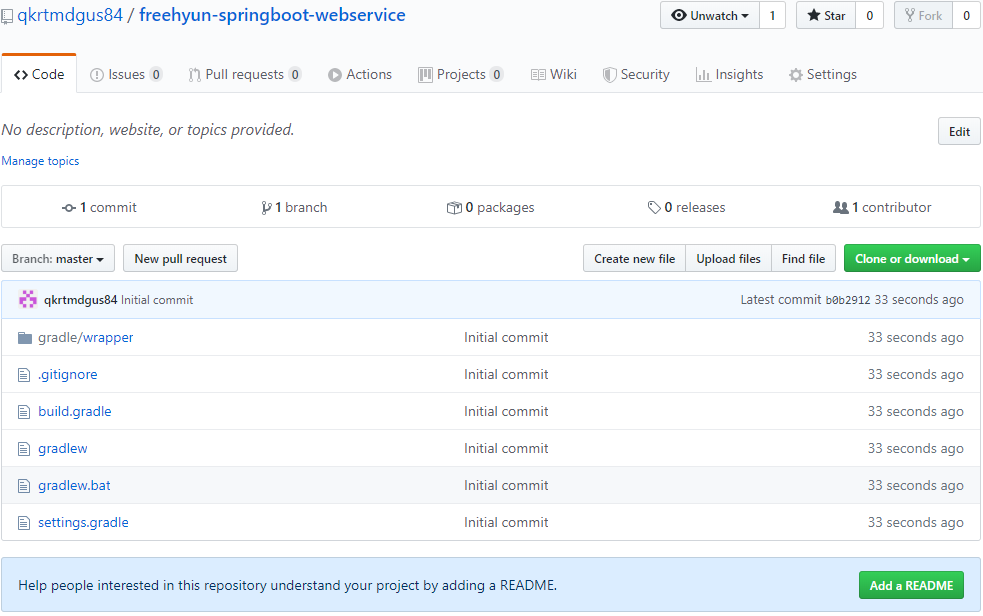 qkrtmdgus84 / freehyun-springboot-webservice Unwatch 1 Star 0 Fork 0
Code Issues 0 Pull requests 0 Actions Projects 0 Wiki Security Insights Settings
No description, website, or topics provided. Edit
Manage topics
1 commit 1 branch 0 packages 0 releases 1 contributor
Branch: master New pull request Create new file Upload files Find file Clone or download
qkrtmdgus84 Initial commit Latest commit b0b2912 33 seconds ago
gradle/wrapper Initial commit 33 seconds ago
.gitignore Initial commit 33 seconds ago
build.gradle Initial commit 33 seconds ago
gradlew Initial commit 33 seconds ago
gradlew.bat Initial commit 33 seconds ago
settings.gradle Initial commit 33 seconds ago
Help people interested in this repository understand your project by adding a README. Add a README